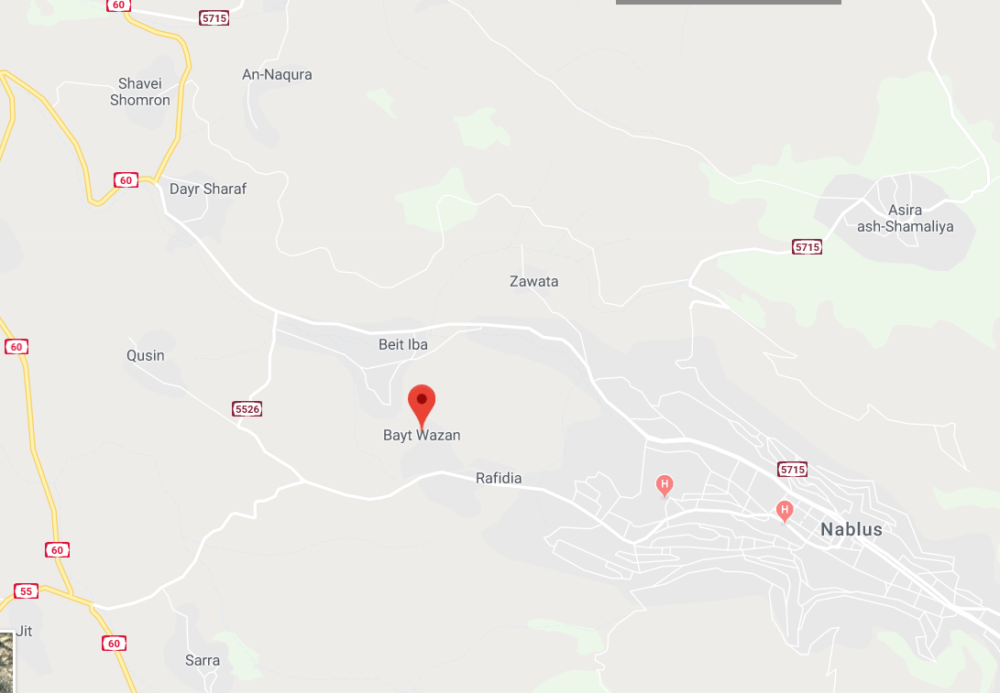 60
5715
An-Naqura
Shavei
Shomron
60
Dayr Sharaf
Asira
ash-Shamaliya
5715
Zawata
60
Beit Iba
Qusin
5526
Bayt Wazan
5715
Rafidia
H
H
Nablus
60
55
Jit
60
Sarra